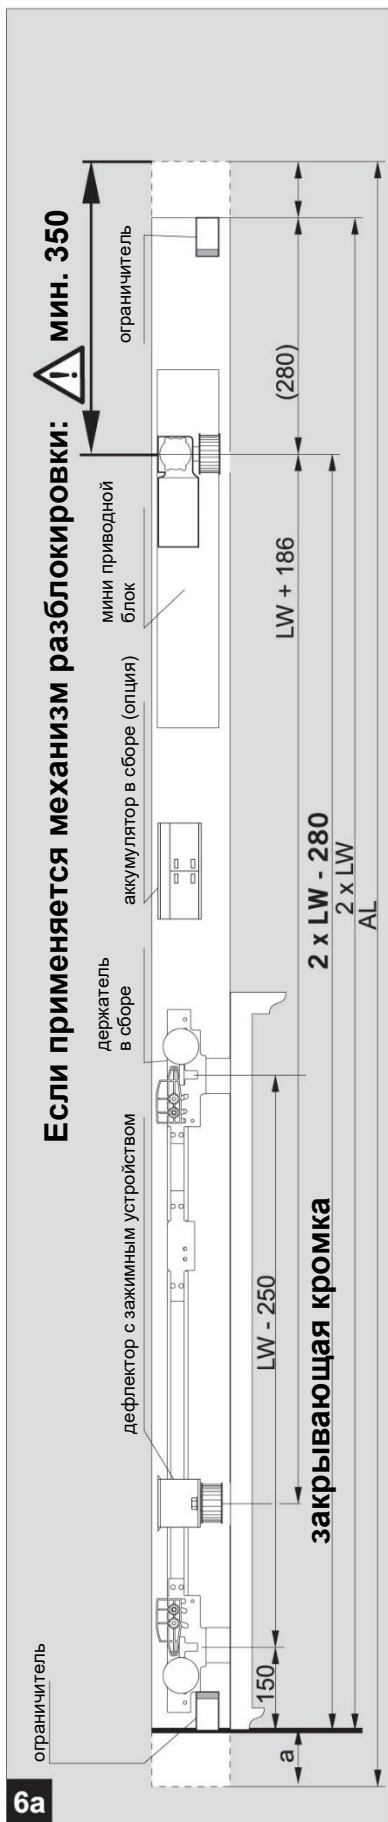 6a
Если применяется механизм разблокировки: мин. 350
ограничитель
дефлектор с зажимным устройством
держатель
в сборе
аккумулятор в сборе (опция)
мини приводной
блок
ограничитель
150
LW - 250
LW + 186
(280)
закрывающая кромка
2 x LW - 280
2 x LW
a
AL